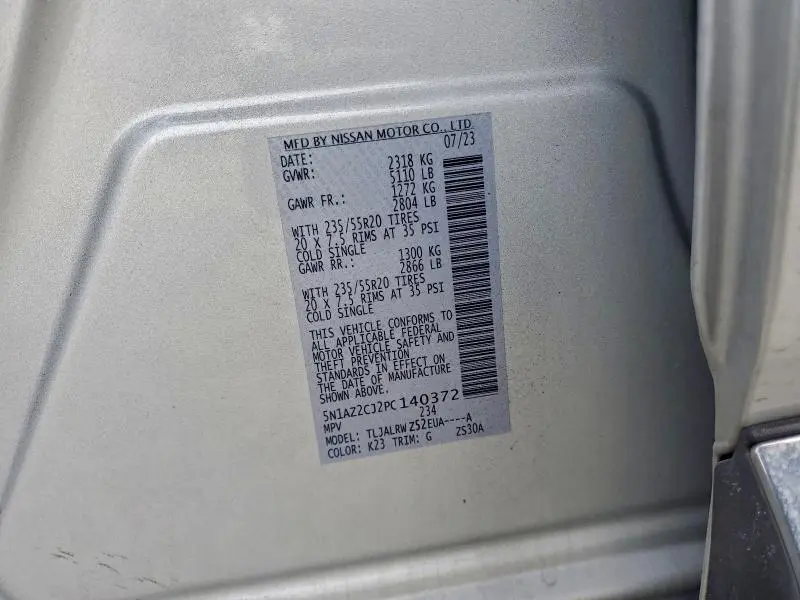 MFD BY NISSAN MOTOR CO., LTD.
DATE: 07/23
GVWR: 2318 KG
5110 LB
GAWR FR.: 1272 KG
2804 LB
WITH 235/55R20 TIRES
20 X 7.5 RIMS AT 35 PSI
COLD SINGLE
GAWR RR.: 1300 KG
2866 LB
WITH 235/55R20 TIRES
20 X 7.5 RIMS AT 35 PSI
COLD SINGLE
THIS VEHICLE CONFORMS TO
ALL APPLICABLE FEDERAL
MOTOR VEHICLE SAFETY AND
THEFT PREVENTION
STANDARDS IN EFFECT ON
THE DATE OF MANUFACTURE
SHOWN ABOVE.
5N1AZ2CJ2PC140372
MPV 234
MODEL: TLJALRWZ52EUA----A
COLOR: K23 TRIM: G ZS30A